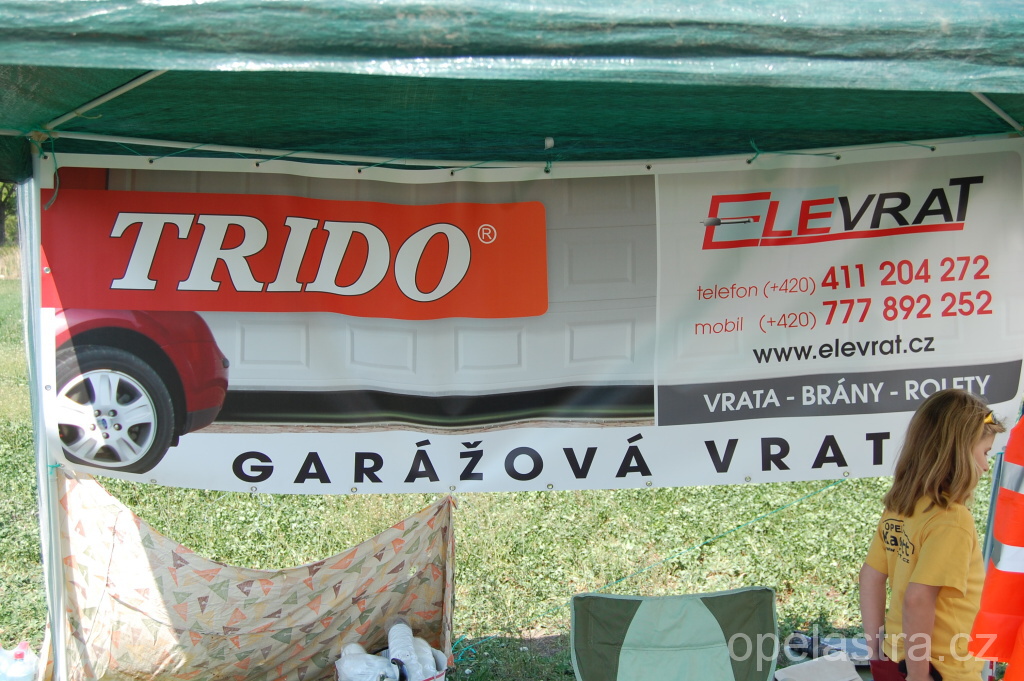 TRIDO®
ELEVRAT
telefon (+420) 411 204 272
mobil (+420) 777 892 252
www.elevrat.cz
VRATA - BRÁNY - ROLETY
GARÁŽOVÁ VRAT
OPEL
opelastra.cz